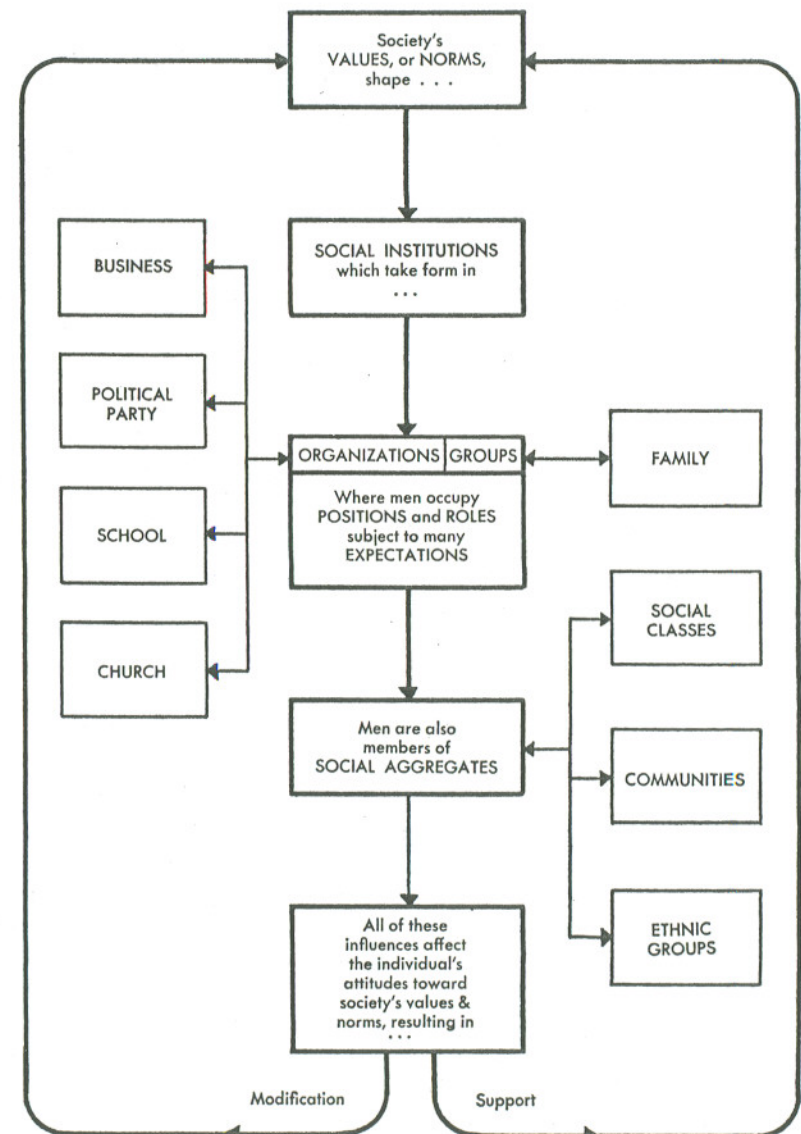 Society's
VALUES, or NORMS,
shape . . .
SOCIAL INSTITUTIONS
which take form in
. . .
BUSINESS
POLITICAL
PARTY
SCHOOL
CHURCH
ORGANIZATIONS
GROUPS
Where men occupy
POSITIONS and ROLES
subject to many
EXPECTATIONS
FAMILY
Men are also
members of
SOCIAL AGGREGATES
SOCIAL
CLASSES
COMMUNITIES
ETHNIC
GROUPS
All of these
influences affect
the individual's
attitudes toward
society's values &
norms, resulting in
. . .
Modification
Support